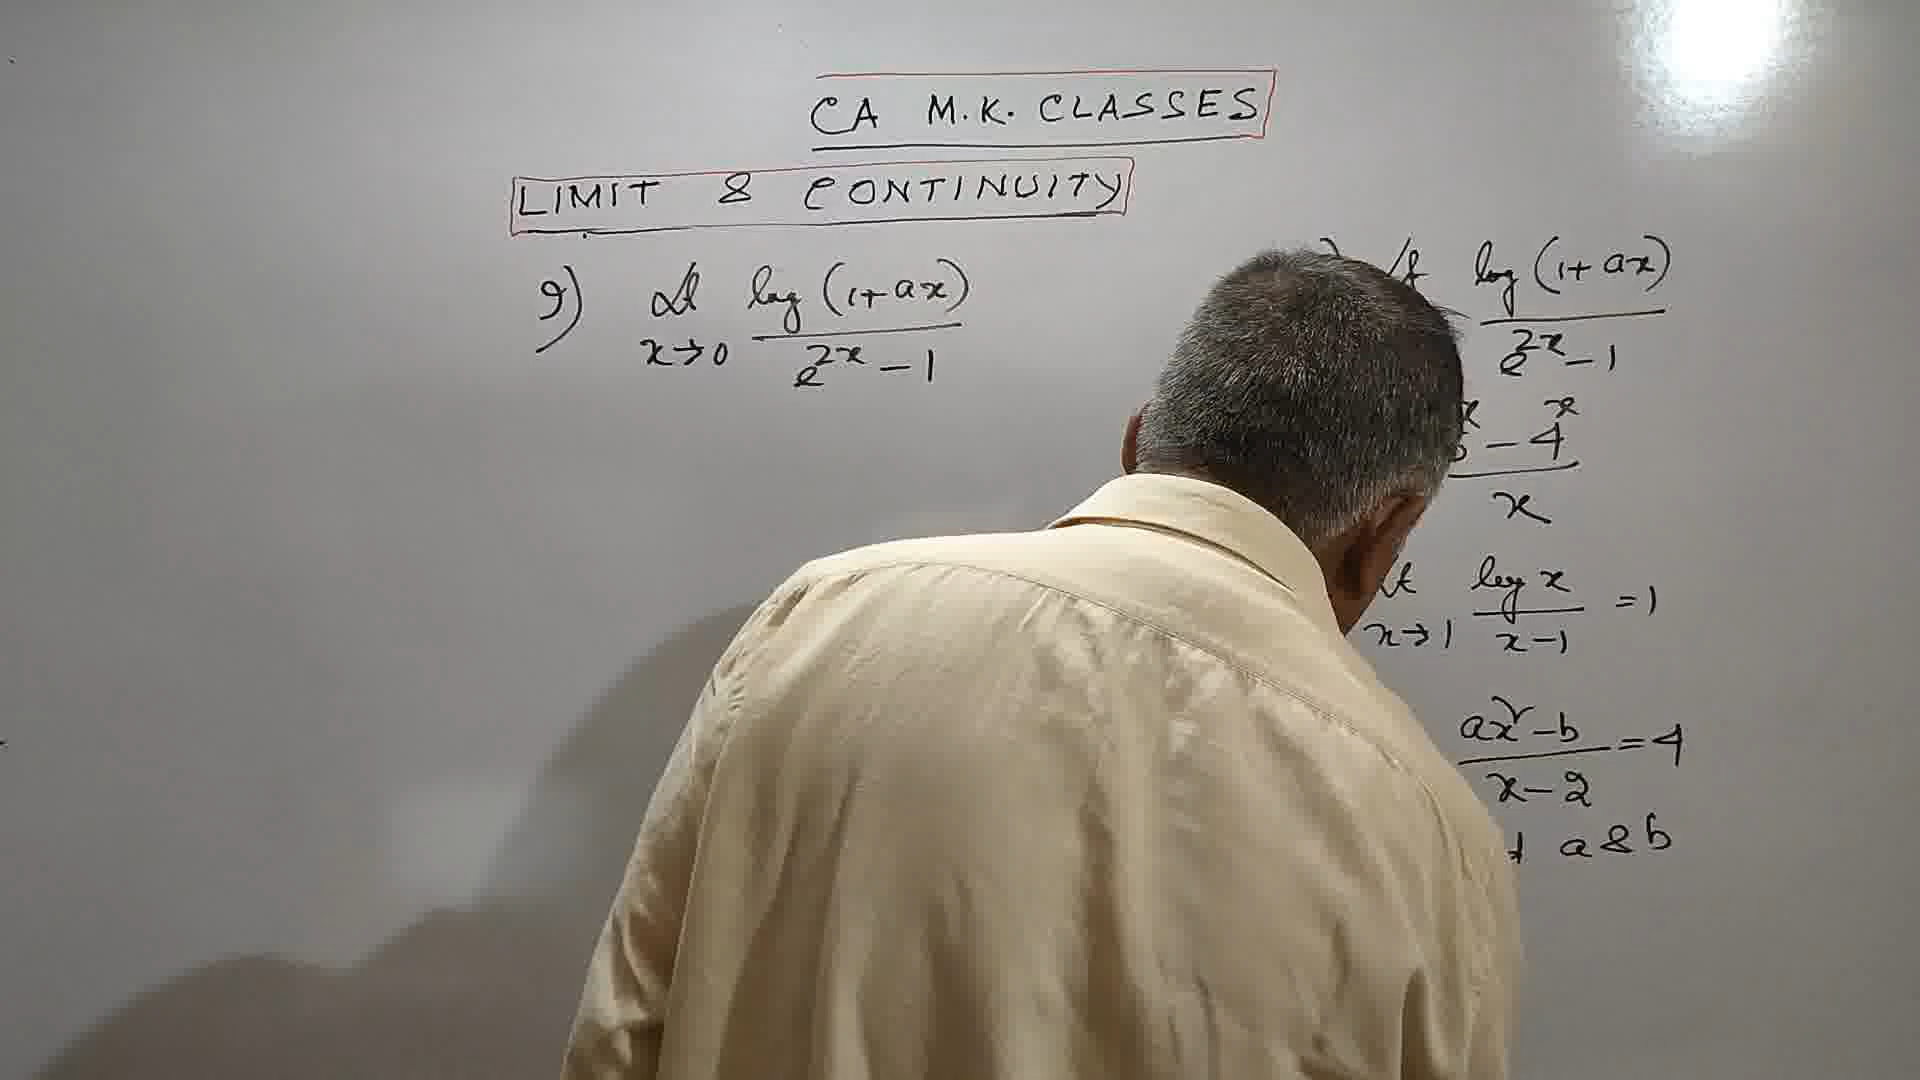 CA M.K. CLASSES
LIMIT & CONTINUITY
9) Lt log (1+ax)
x→0 e^2x - 1
log (1+ax)
e^2x - 1
x - 4^x
x
Lt log x = 1
x→1 x-1
ax² - b = 4
x-2
a & b